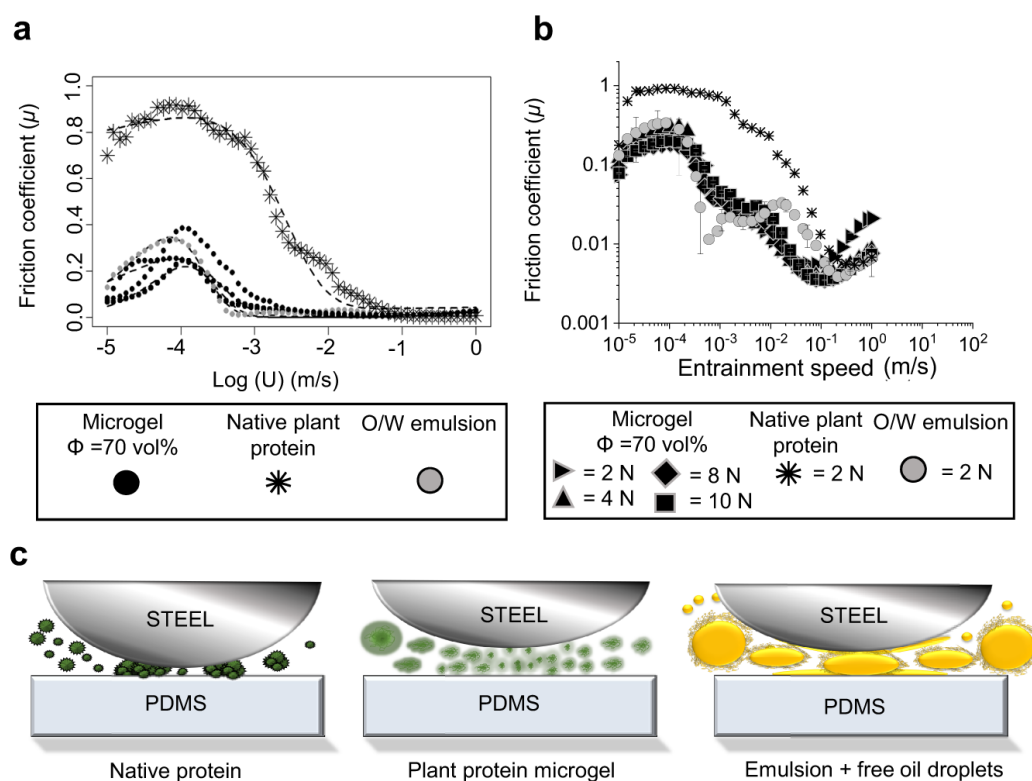 a
Friction coefficient (μ)
1.0
0.8
0.6
0.4
0.2
0.0
-5 -4 -3 -2 -1 0
Log (U) (m/s)
Microgel
Φ =70 vol%
Native plant
protein
O/W emulsion
b
Friction coefficient (μ)
1
0.1
0.01
0.001
10⁻⁵ 10⁻⁴ 10⁻³ 10⁻² 10⁻¹ 10⁰ 10¹ 10²
Entrainment speed (m/s)
Microgel
Φ =70 vol%
Native plant
protein
O/W emulsion
= 2 N = 8 N = 2 N = 2 N
= 4 N = 10 N
c
STEEL
PDMS
Native protein
STEEL
PDMS
Plant protein microgel
STEEL
PDMS
Emulsion + free oil droplets